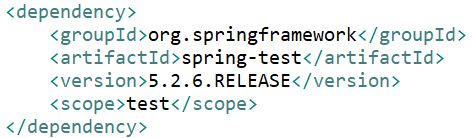 <dependency>
    <groupId>org.springframework</groupId>
    <artifactId>spring-test</artifactId>
    <version>5.2.6.RELEASE</version>
    <scope>test</scope>
</dependency>